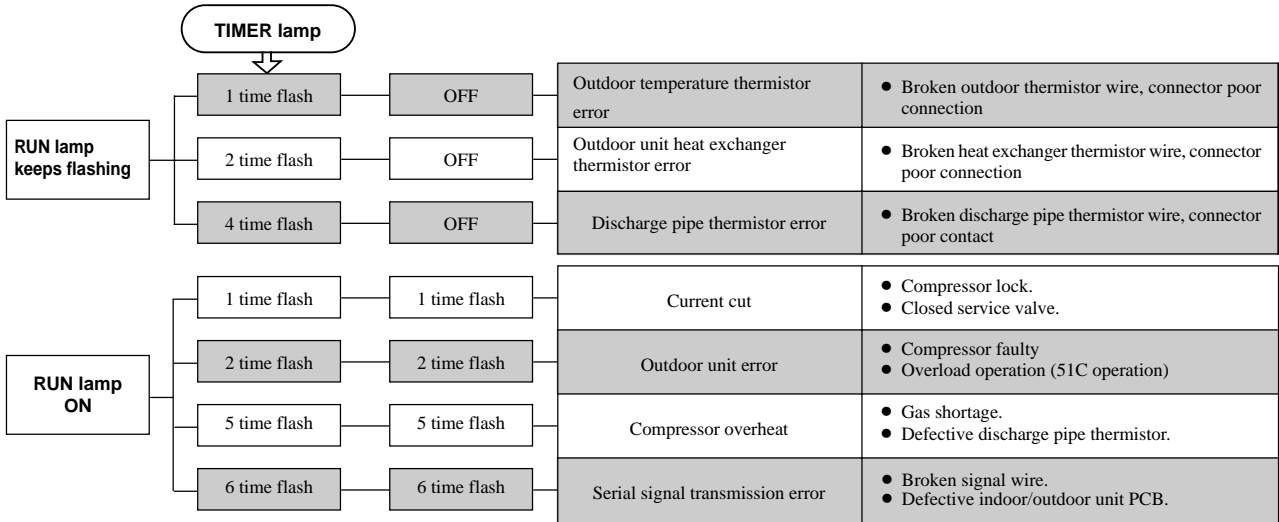 TIMER lamp
RUN lamp
keeps flashing
1 time flash
OFF
Outdoor temperature thermistor
error
● Broken outdoor thermistor wire, connector poor
connection
2 time flash
OFF
Outdoor unit heat exchanger
thermistor error
● Broken heat exchanger thermistor wire, connector
poor connection
4 time flash
OFF
Discharge pipe thermistor error
● Broken discharge pipe thermistor wire, connector
poor contact
RUN lamp
ON
1 time flash
1 time flash
Current cut
● Compressor lock.
● Closed service valve.
2 time flash
2 time flash
Outdoor unit error
● Compressor faulty
● Overload operation (51C operation)
5 time flash
5 time flash
Compressor overheat
● Gas shortage.
● Defective discharge pipe thermistor.
6 time flash
6 time flash
Serial signal transmission error
● Broken signal wire.
● Defective indoor/outdoor unit PCB.